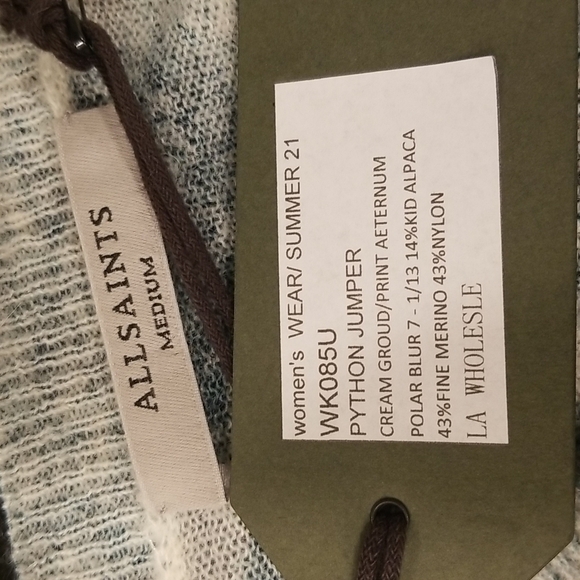 ALLSAINTS
MEDIUM
women's WEAR/ SUMMER 21
WK085U
PYTHON JUMPER
CREAM GROUD/PRINT AETERNUM
POLAR BLUR 7 - 1/13 14%KID ALPACA
43%FINE MERINO 43%NYLON
LA WHOLESLE